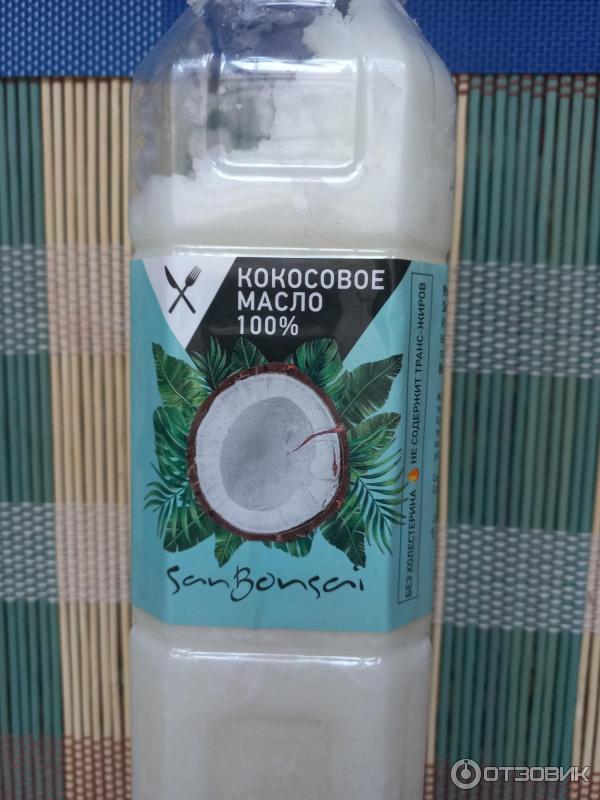 КОКОСОВОЕ
МАСЛО
100%
SanBonsai
БЕЗ ХОЛЕСТЕРИНА НЕ СОДЕРЖИТ ТРАНС-ЖИРОВ
ОТЗОВИК